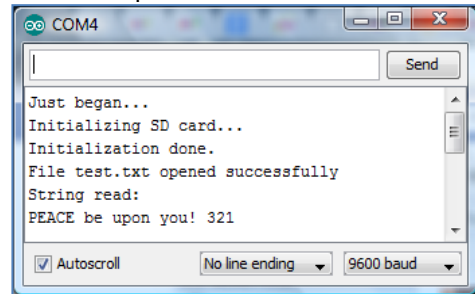 COM4
Send
Just began...
Initializing SD card...
Initialization done.
File test.txt opened successfully
String read:
PEACE be upon you! 321
Autoscroll
No line ending
9600 baud